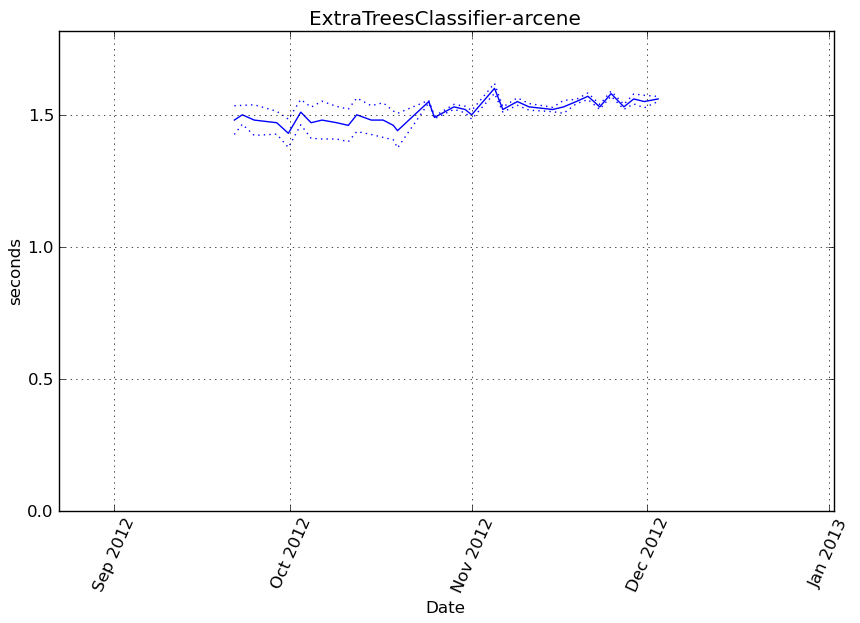 ExtraTreesClassifier-arcene
seconds
1.5
1.0
0.5
0.0
Sep 2012
Oct 2012
Nov 2012
Dec 2012
Jan 2013
Date